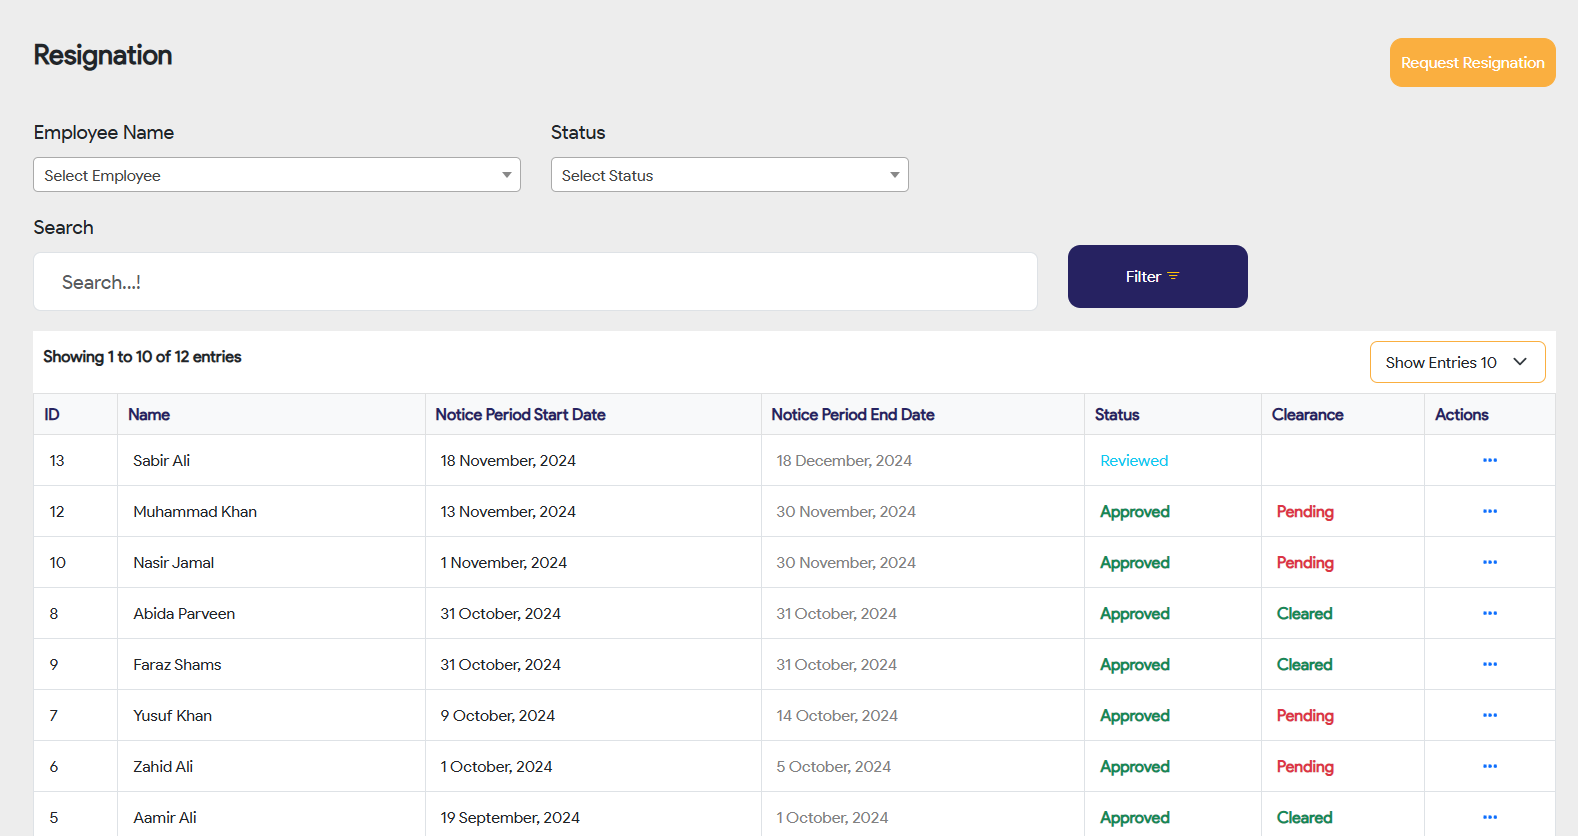 Resignation
Request Resignation
Employee Name
Status
Select Employee
Select Status
Search
Search...!
Filter
Showing 1 to 10 of 12 entries
Show Entries 10
ID Name Notice Period Start Date Notice Period End Date Status Clearance Actions
13 Sabir Ali 18 November, 2024 18 December, 2024 Reviewed
12 Muhammad Khan 13 November, 2024 30 November, 2024 Approved Pending
10 Nasir Jamal 1 November, 2024 30 November, 2024 Approved Pending
8 Abida Parveen 31 October, 2024 31 October, 2024 Approved Cleared
9 Faraz Shams 31 October, 2024 31 October, 2024 Approved Cleared
7 Yusuf Khan 9 October, 2024 14 October, 2024 Approved Pending
6 Zahid Ali 1 October, 2024 5 October, 2024 Approved Pending
5 Aamir Ali 19 September, 2024 1 October, 2024 Approved Cleared